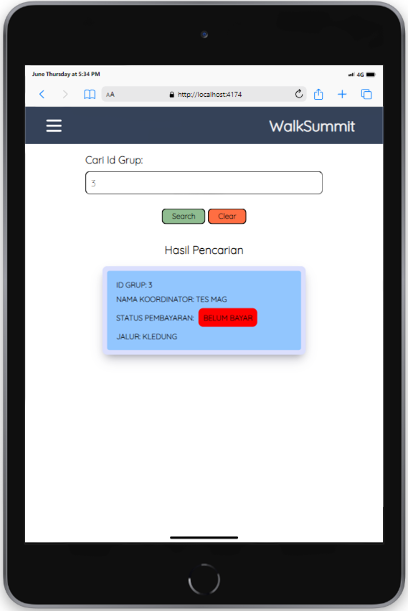 June Thursday at 5:34 PM
4G
AA
http://localhost:4174
WalkSummit
Cari Id Grup:
3
Search
Clear
Hasil Pencarian
ID GRUP: 3
NAMA KOORDINATOR: TES MAG
STATUS PEMBAYARAN: BELUM BAYAR
JALUR: KLEDUNG